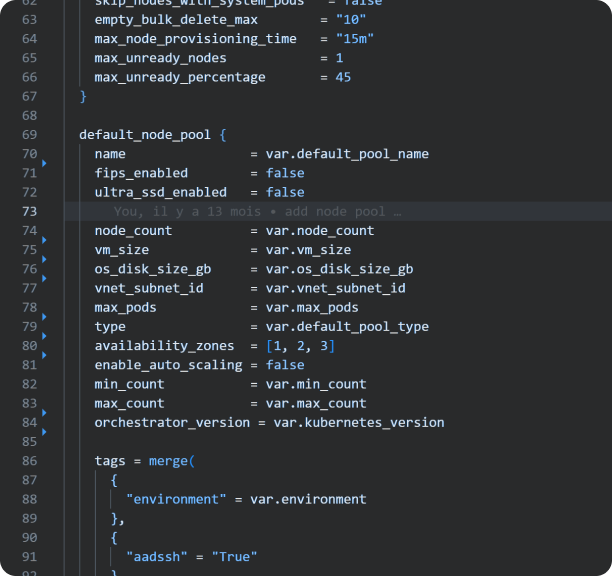 62 skip_nodes_with_system_pods = false
63 empty_bulk_delete_max = "10"
64 max_node_provisioning_time = "15m"
65 max_unready_nodes = 1
66 max_unready_percentage = 45
67 }
68
69 default_node_pool {
70 name = var.default_pool_name
71 fips_enabled = false
72 ultra_ssd_enabled = false
73 You, il y a 13 mois • add node pool …
74 node_count = var.node_count
75 vm_size = var.vm_size
76 os_disk_size_gb = var.os_disk_size_gb
77 vnet_subnet_id = var.vnet_subnet_id
78 max_pods = var.max_pods
79 type = var.default_pool_type
80 availability_zones = [1, 2, 3]
81 enable_auto_scaling = false
82 min_count = var.min_count
83 max_count = var.max_count
84 orchestrator_version = var.kubernetes_version
85
86 tags = merge(
87 {
88 "environment" = var.environment
89 },
90 {
91 "aadssh" = "True"
92 }